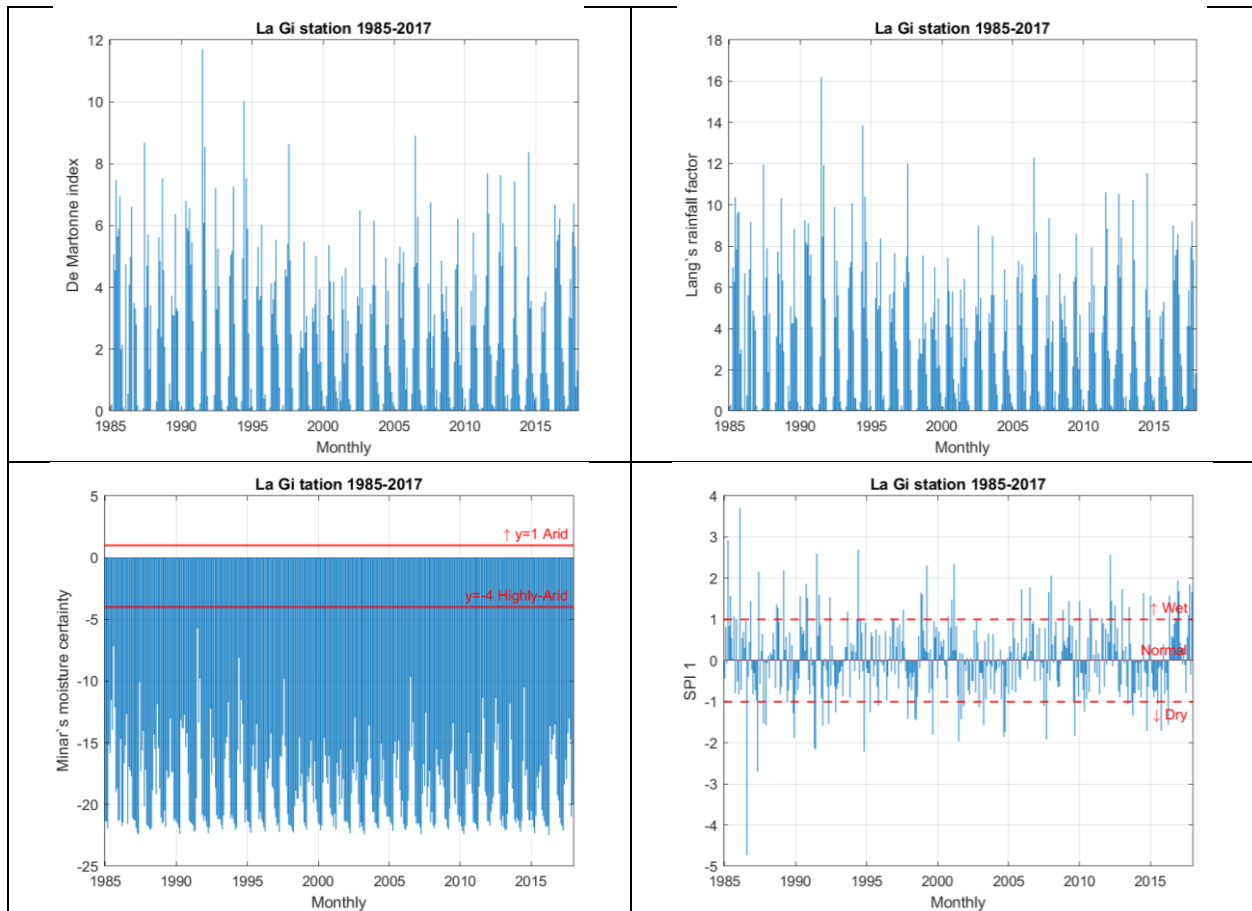 La Gi station 1985-2017
12
10
8
6
4
2
0
De Martonne index
1985 1990 1995 2000 2005 2010 2015
Monthly
La Gi station 1985-2017
18
16
14
12
10
8
6
4
2
0
Lang`s rainfall factor
1985 1990 1995 2000 2005 2010 2015
Monthly
La Gi tation 1985-2017
5
0
-5
-10
-15
-20
-25
Minar`s moisture certainty
↑ y=1 Arid
y=-4 Highly-Arid
1985 1990 1995 2000 2005 2010 2015
Monthly
La Gi station 1985-2017
4
3
2
1
0
-1
-2
-3
-4
-5
SPI 1
↑ Wet
Normal
↓ Dry
1985 1990 1995 2000 2005 2010 2015
Monthly